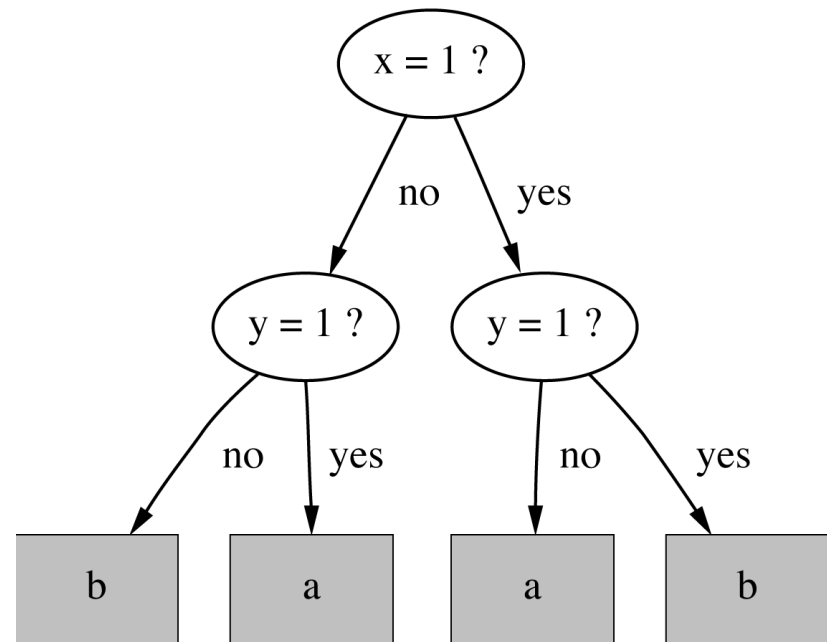 x = 1 ?
no yes
y = 1 ? y = 1 ?
no yes no yes
b a a b